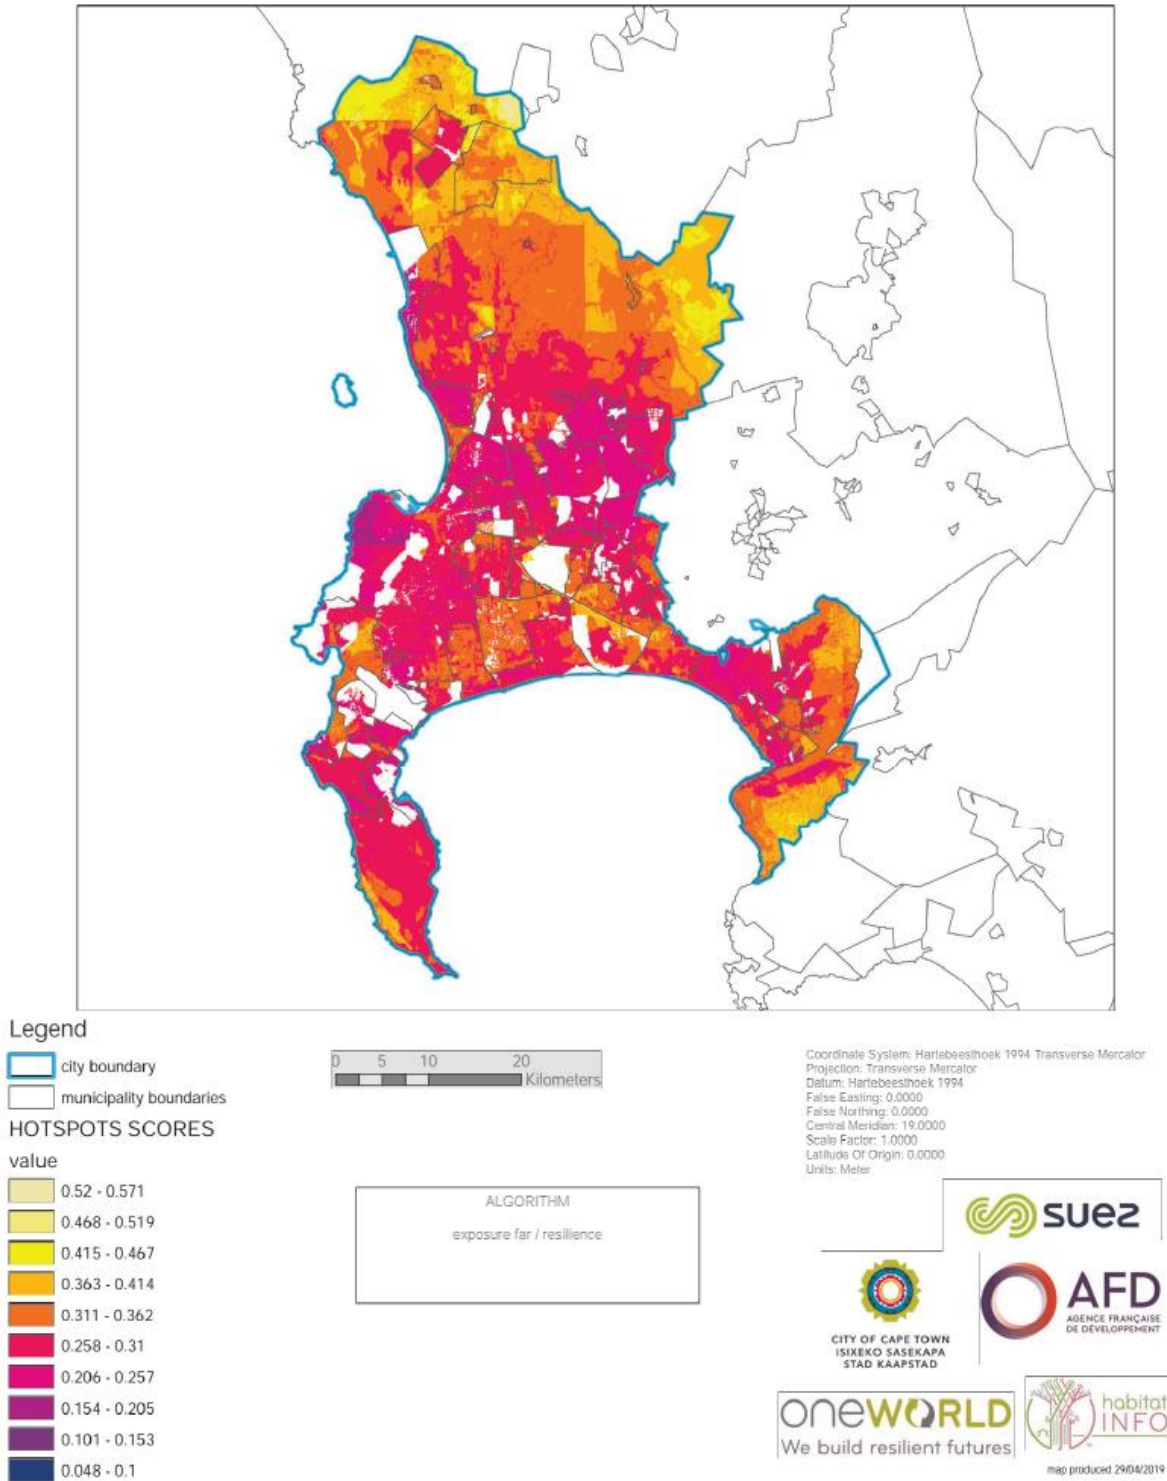 Legend
city boundary
municipality boundaries
HOTSPOTS SCORES
value
0.52 - 0.571
0.468 - 0.519
0.415 - 0.467
0.363 - 0.414
0.311 - 0.362
0.258 - 0.31
0.206 - 0.257
0.154 - 0.205
0.101 - 0.153
0.048 - 0.1
0 5 10 20
Kilometers
ALGORITHM
exposure far / resilience
Coordinate System: Hartebeesthoek 1994 Transverse Mercator
Projection: Transverse Mercator
Datum: Hartebeesthoek 1994
False Easting: 0.0000
False Northing: 0.0000
Central Meridian: 19.0000
Scale Factor: 1.0000
Latitude Of Origin: 0.0000
Units: Meter
suez
CITY OF CAPE TOWN
ISIXEKO SASEKAPA
STAD KAAPSTAD
AFD
AGENCE FRANÇAISE
DE DÉVELOPPEMENT
oneWORLD
We build resilient futures
habitat
INFO
map produced 29/04/2019